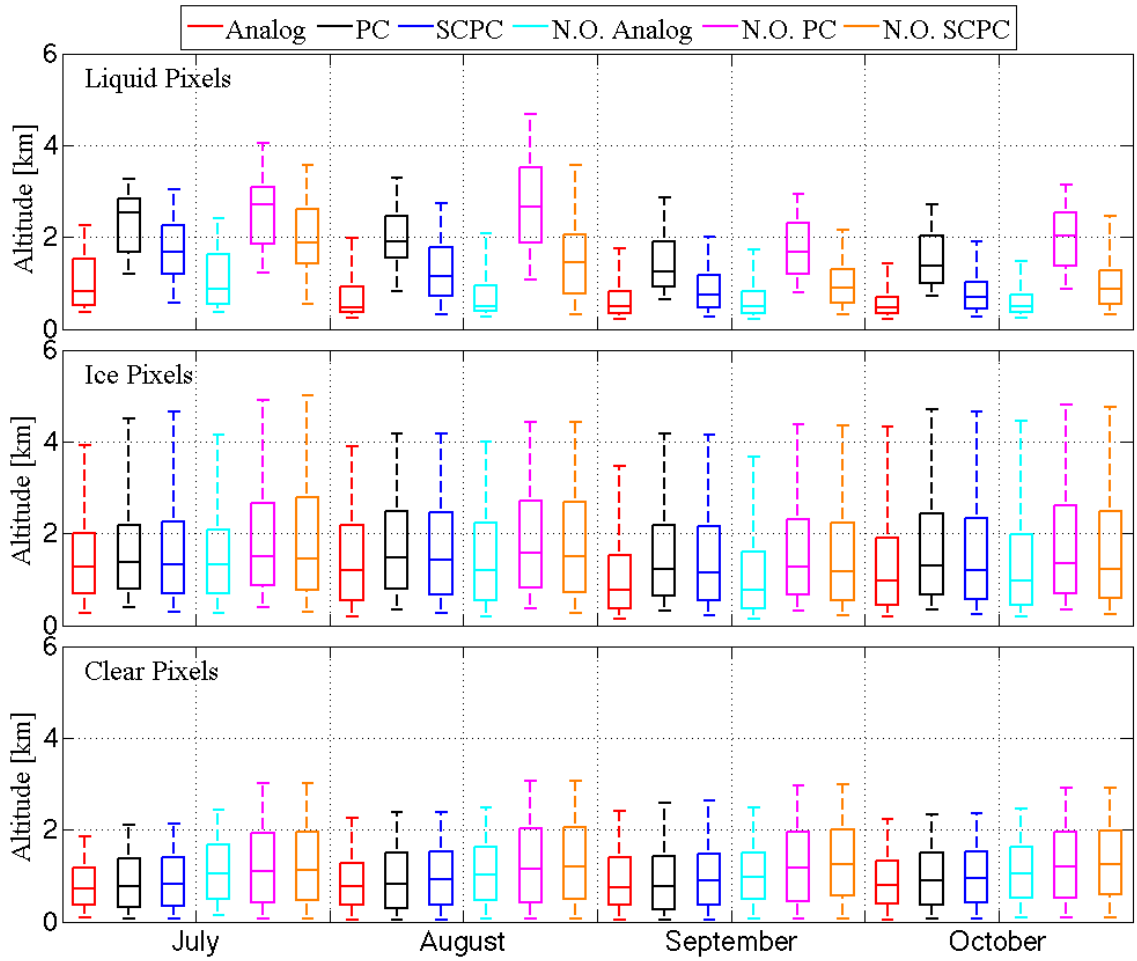 Analog PC SCPC N.O. Analog N.O. PC N.O. SCPC
6
Liquid Pixels
4
2
0
Altitude [km]
6
Ice Pixels
4
2
0
Altitude [km]
6
Clear Pixels
4
2
0
Altitude [km]
July August September October